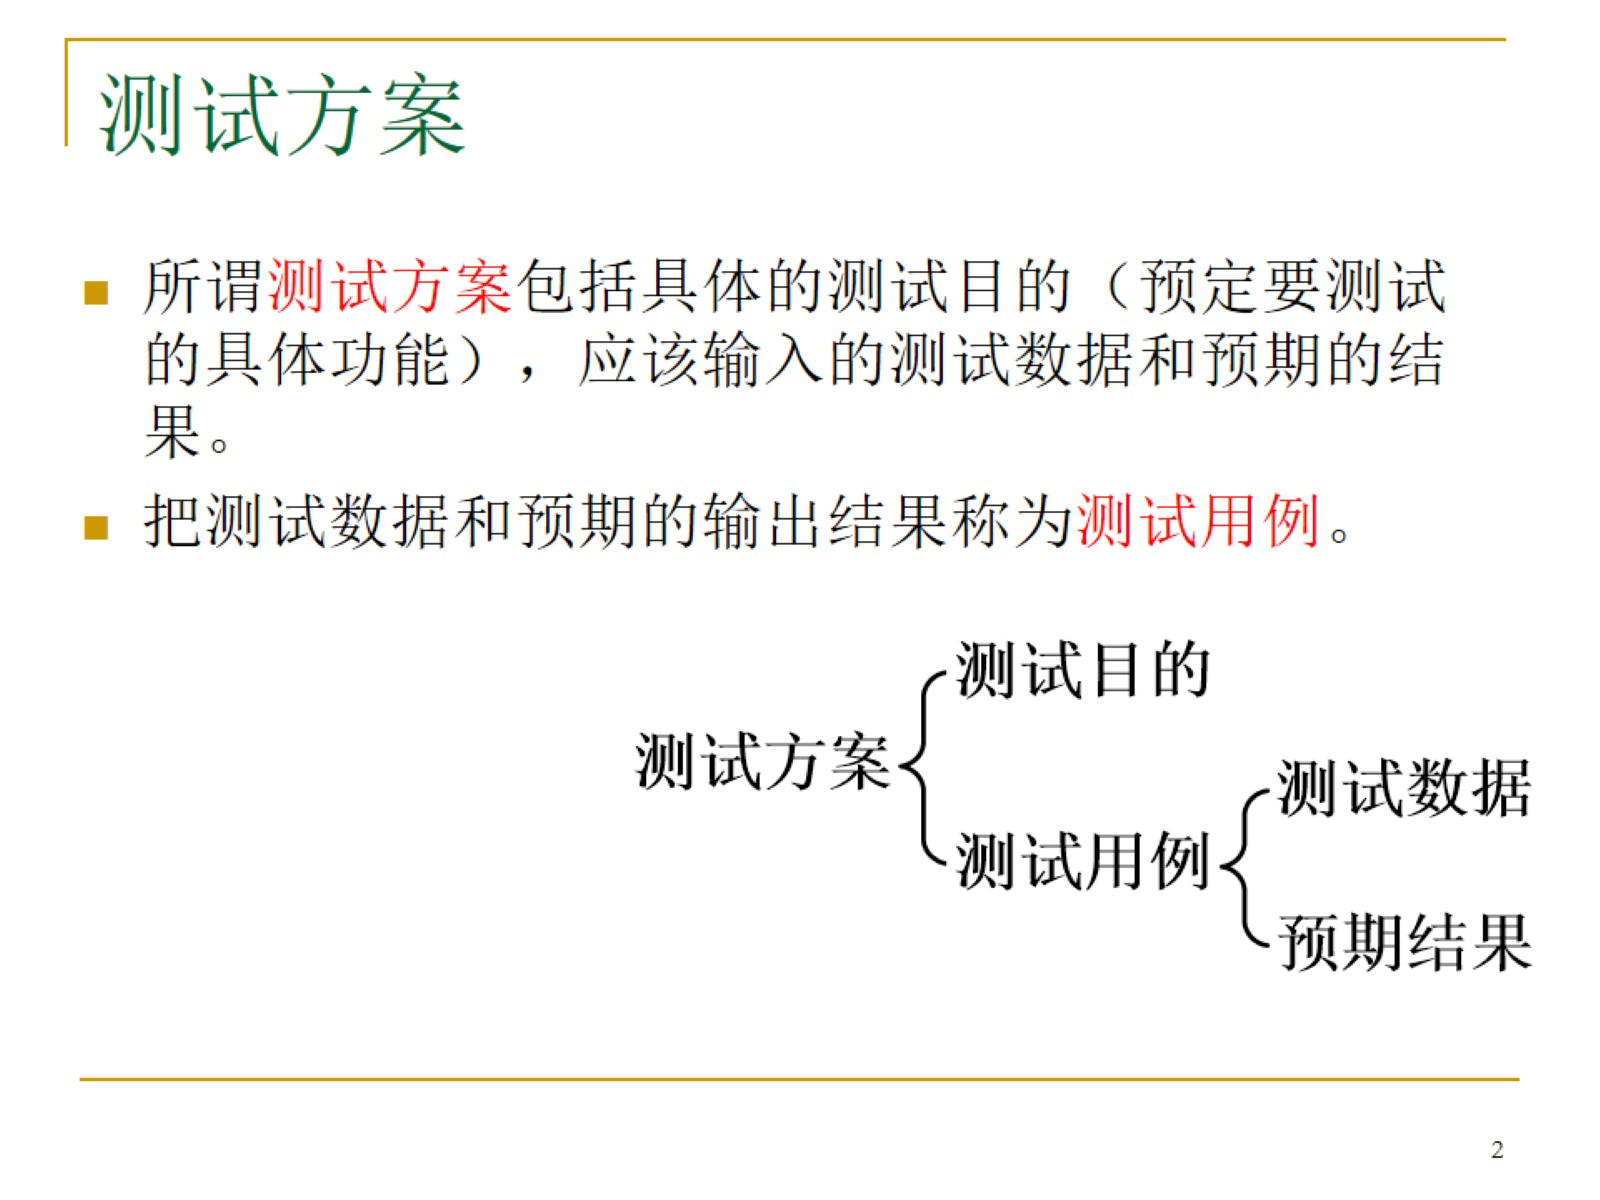 测试方案
所谓测试方案包括具体的测试目的（预定要测试
的具体功能），应该输入的测试数据和预期的结
果。
把测试数据和预期的输出结果称为测试用例。
测试目的
测试方案
测试数据
测试用例
预期结果
2